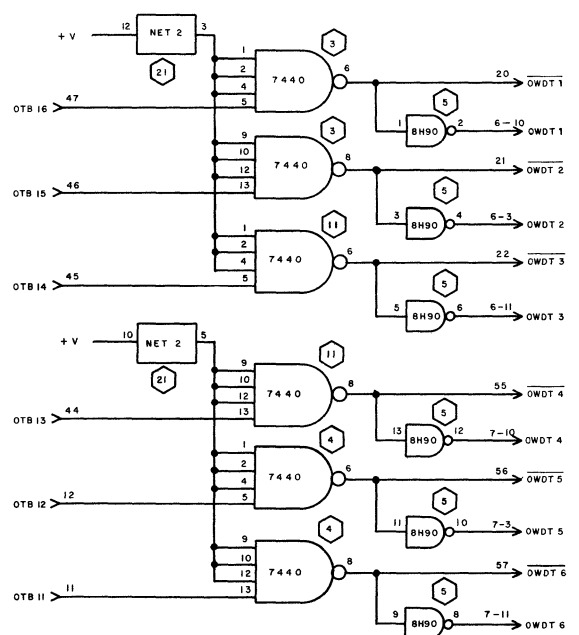 12 NET 2 3
+ V
21
3
1
2 7440 6
4
5
20 OWDT 1
5
OTB 16 47
1 8H90 2 6-10 OWDT 1
3
9
10 7440 8
12
13
21 OWDT 2
5
OTB 15 46
3 8H90 4 6-3 OWDT 2
11
1
2 7440 6
4
5
22 OWDT 3
5
OTB 14 45
5 8H90 6 6-11 OWDT 3
+ V 10 NET 2 5
21
11
9
10 7440 8
12
13
55 OWDT 4
5
OTB 13 44
13 8H90 12 7-10 OWDT 4
4
1
2 7440 6
4
5
56 OWDT 5
5
OTB 12 12
11 8H90 10 7-3 OWDT 5
4
9
10 7440 8
12
13
57 OWDT 6
5
OTB 11 11
9 8H90 8 7-11 OWDT 6